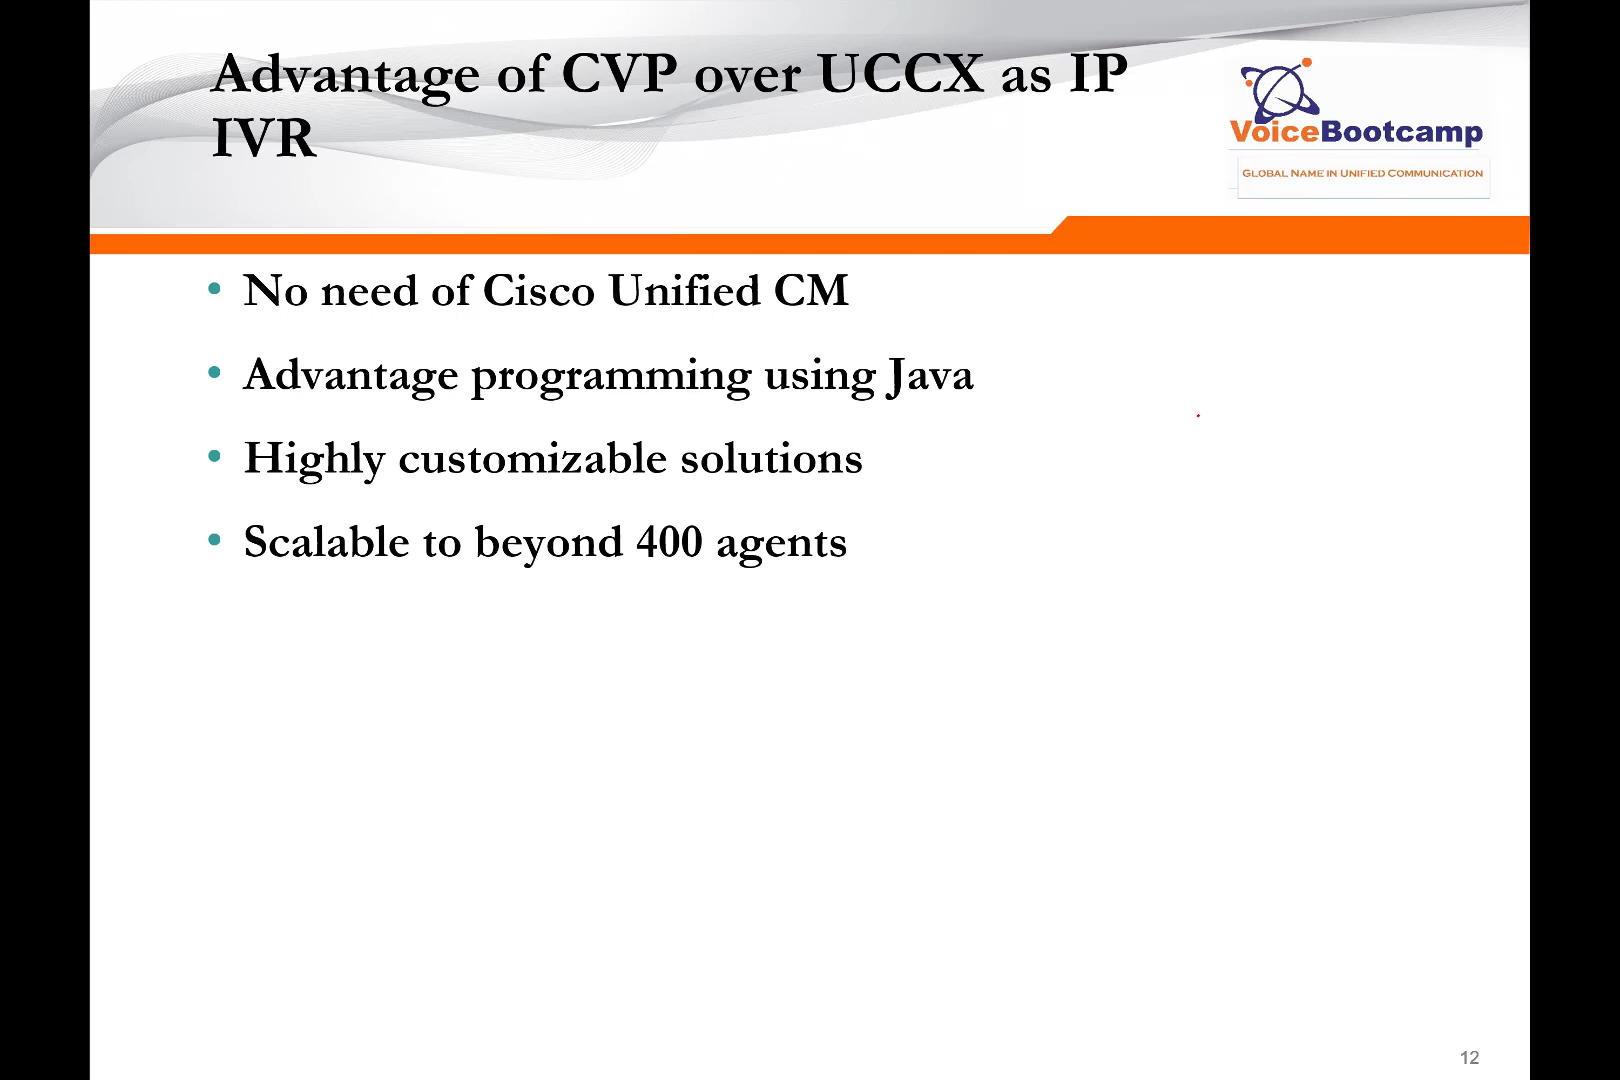 Advantage of CVP over UCCX as IP
IVR
VoiceBootcamp
GLOBAL NAME IN UNIFIED COMMUNICATION
• No need of Cisco Unified CM
• Advantage programming using Java
• Highly customizable solutions
• Scalable to beyond 400 agents
12